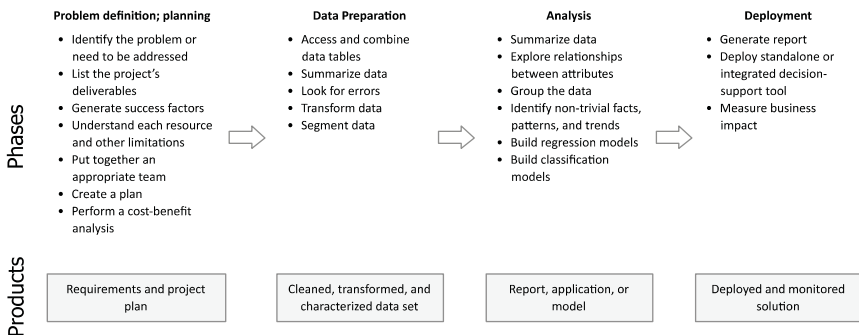 Phases
Problem definition; planning
• Identify the problem or
need to be addressed
• List the project's
deliverables
• Generate success factors
• Understand each resource
and other limitations
• Put together an
appropriate team
• Create a plan
• Perform a cost-benefit
analysis
Data Preparation
• Access and combine
data tables
• Summarize data
• Look for errors
• Transform data
• Segment data
Analysis
• Summarize data
• Explore relationships
between attributes
• Group the data
• Identify non-trivial facts,
patterns, and trends
• Build regression models
• Build classification
models
Deployment
• Generate report
• Deploy standalone or
integrated decision-
support tool
• Measure business
impact
Products
Requirements and project
plan
Cleaned, transformed, and
characterized data set
Report, application, or
model
Deployed and monitored
solution